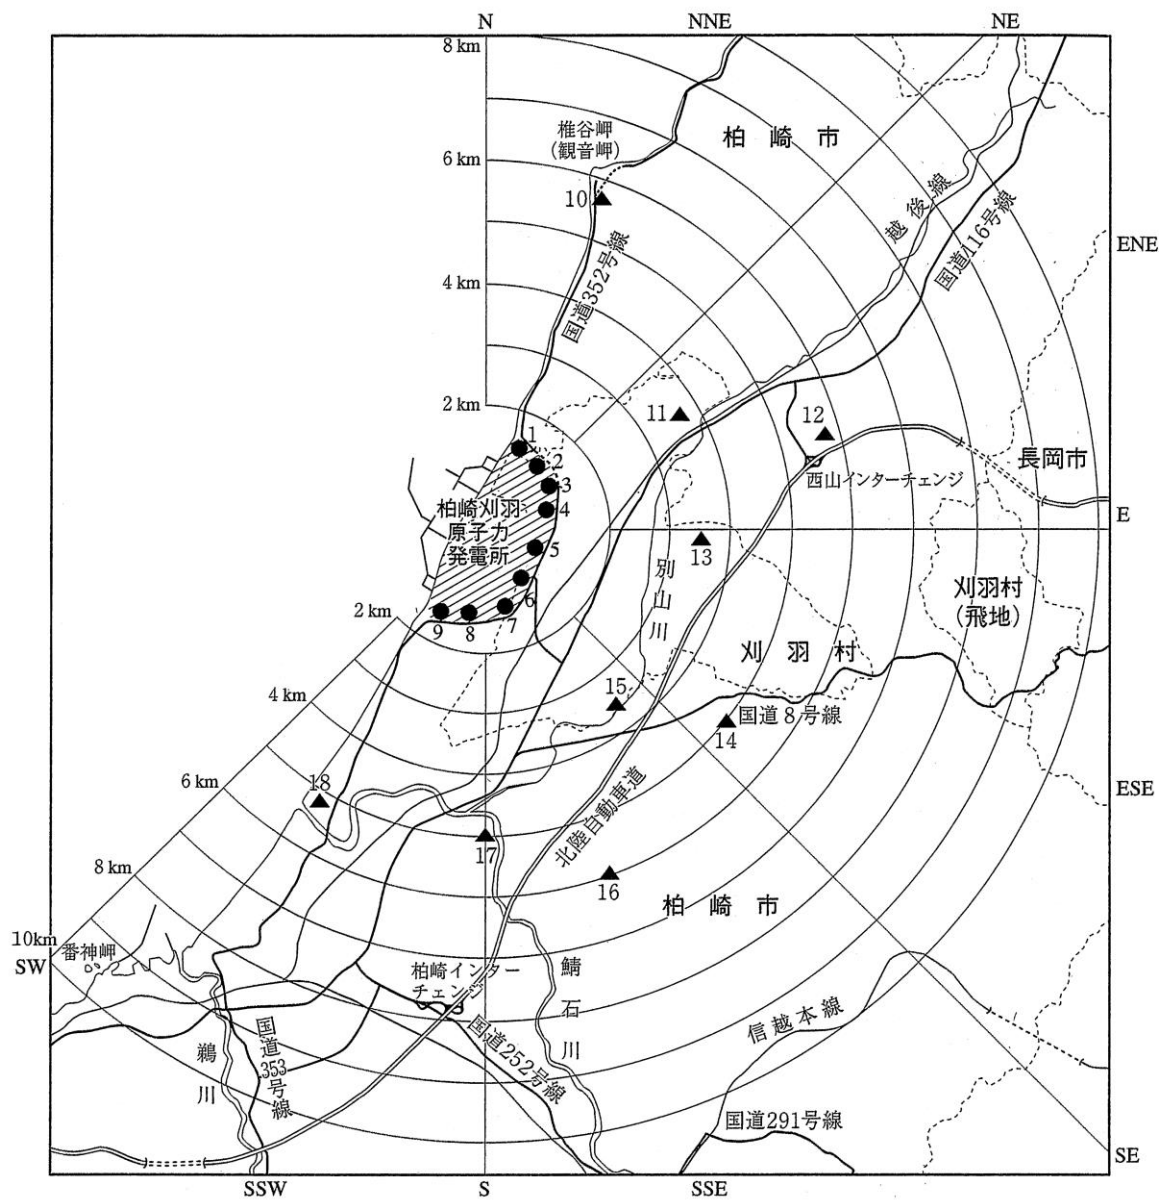 N
NNE
NE
8 km
椎谷岬
(観音岬)
柏崎市
6 km
10
越後線
国道116号線
ENE
国道352号線
4 km
2 km
11
12
1
2
3
4
長岡市
西山インターチェンジ
柏崎刈羽
原子力
発電所
E
5
13
別山川
刈羽村
(飛地)
6
7
8
9
2 km
刈羽村
4 km
15
国道8号線
14
6 km
18
北陸自動車道
ESE
17
16
8 km
柏崎市
10km
SW
番神岬
柏崎インター
チェンジ
鯖石川
信越本線
国道252号線
国道353号線
鵜川
国道291号線
SE
SSW
S
SSE